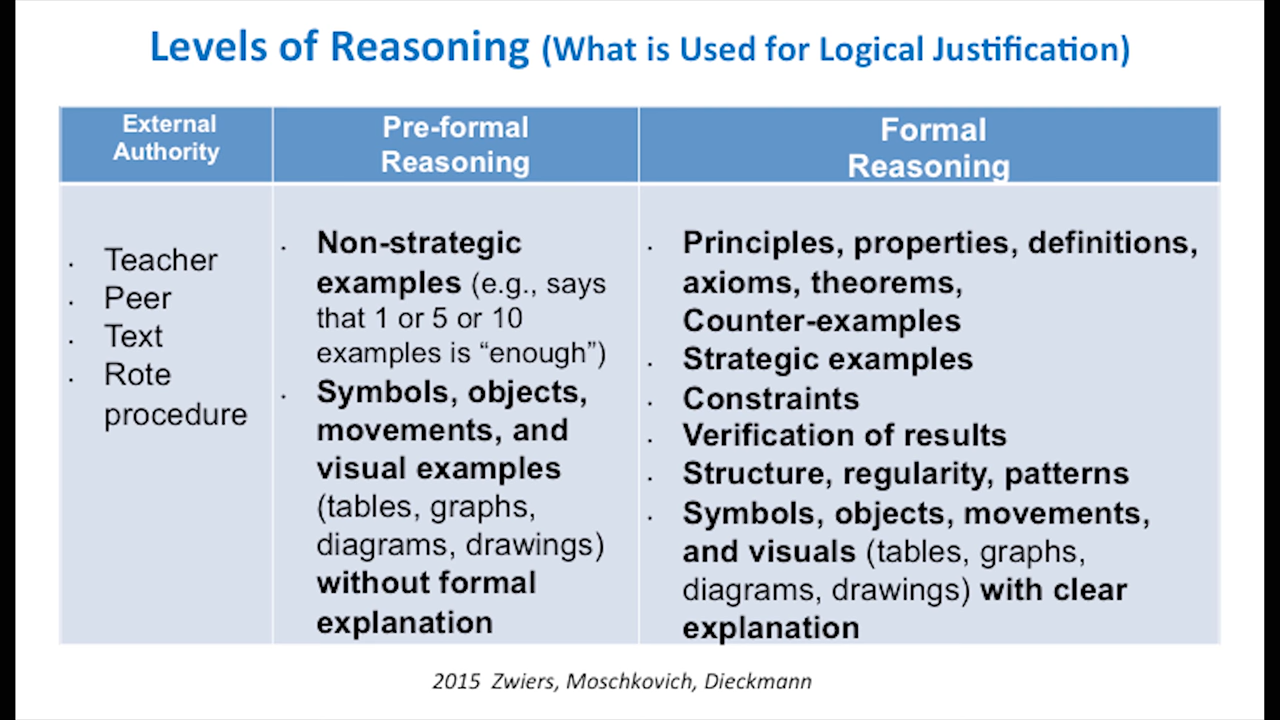 Levels of Reasoning (What is Used for Logical Justification)
External
Authority
Pre-formal
Reasoning
Formal
Reasoning
· Teacher
· Peer
· Text
· Rote
procedure
· Non-strategic
examples (e.g., says
that 1 or 5 or 10
examples is “enough”)
· Symbols, objects,
movements, and
visual examples
(tables, graphs,
diagrams, drawings)
without formal
explanation
· Principles, properties, definitions,
axioms, theorems,
Counter-examples
· Strategic examples
· Constraints
· Verification of results
· Structure, regularity, patterns
· Symbols, objects, movements,
and visuals (tables, graphs,
diagrams, drawings) with clear
explanation
2015 Zwiers, Moschkovich, Dieckmann